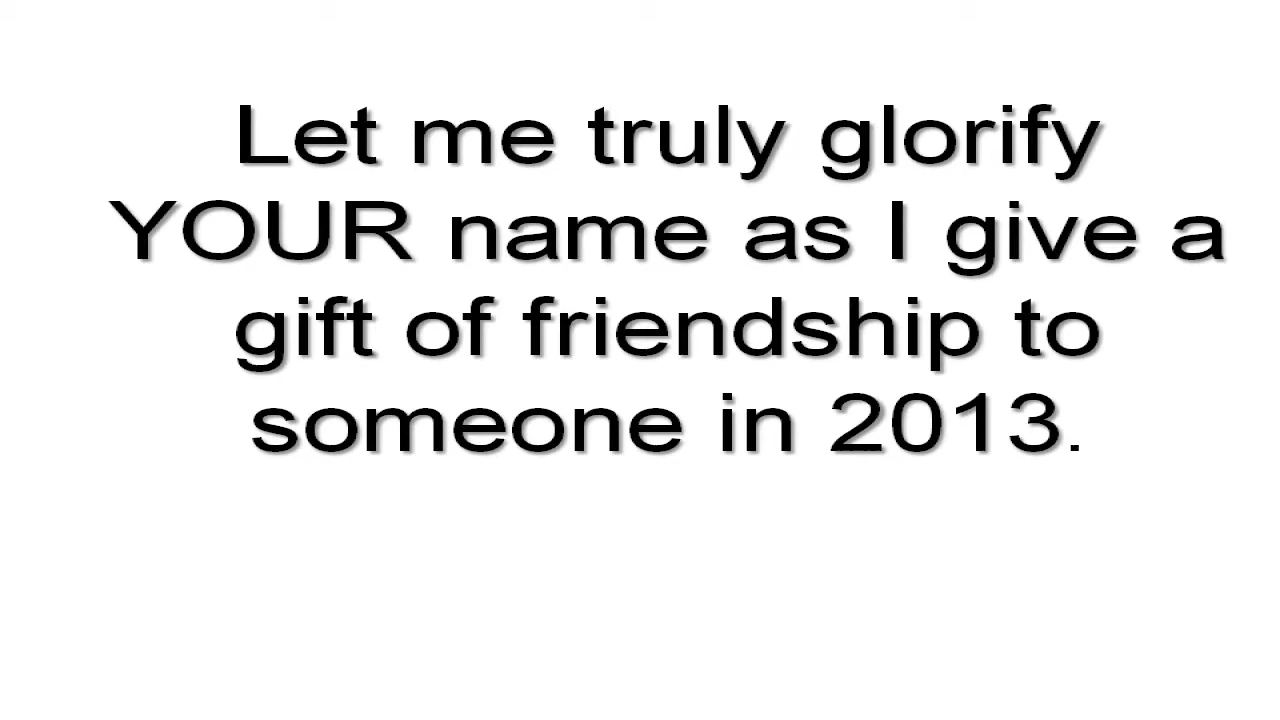 Let me truly glorify
YOUR name as I give a
gift of friendship to
someone in 2013.